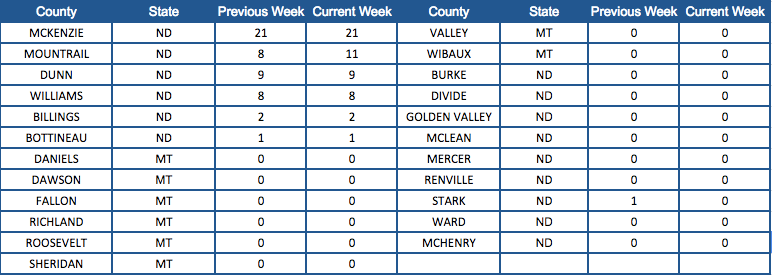 County State Previous Week Current Week County State Previous Week Current Week
MCKENZIE ND 21 21 VALLEY MT 0 0
MOUNTRAIL ND 8 11 WIBAUX MT 0 0
DUNN ND 9 9 BURKE ND 0 0
WILLIAMS ND 8 8 DIVIDE ND 0 0
BILLINGS ND 2 2 GOLDEN VALLEY ND 0 0
BOTTINEAU ND 1 1 MCLEAN ND 0 0
DANIELS MT 0 0 MERCER ND 0 0
DAWSON MT 0 0 RENVILLE ND 0 0
FALLON MT 0 0 STARK ND 1 0
RICHLAND MT 0 0 WARD ND 0 0
ROOSEVELT MT 0 0 MCHENRY ND 0 0
SHERIDAN MT 0 0